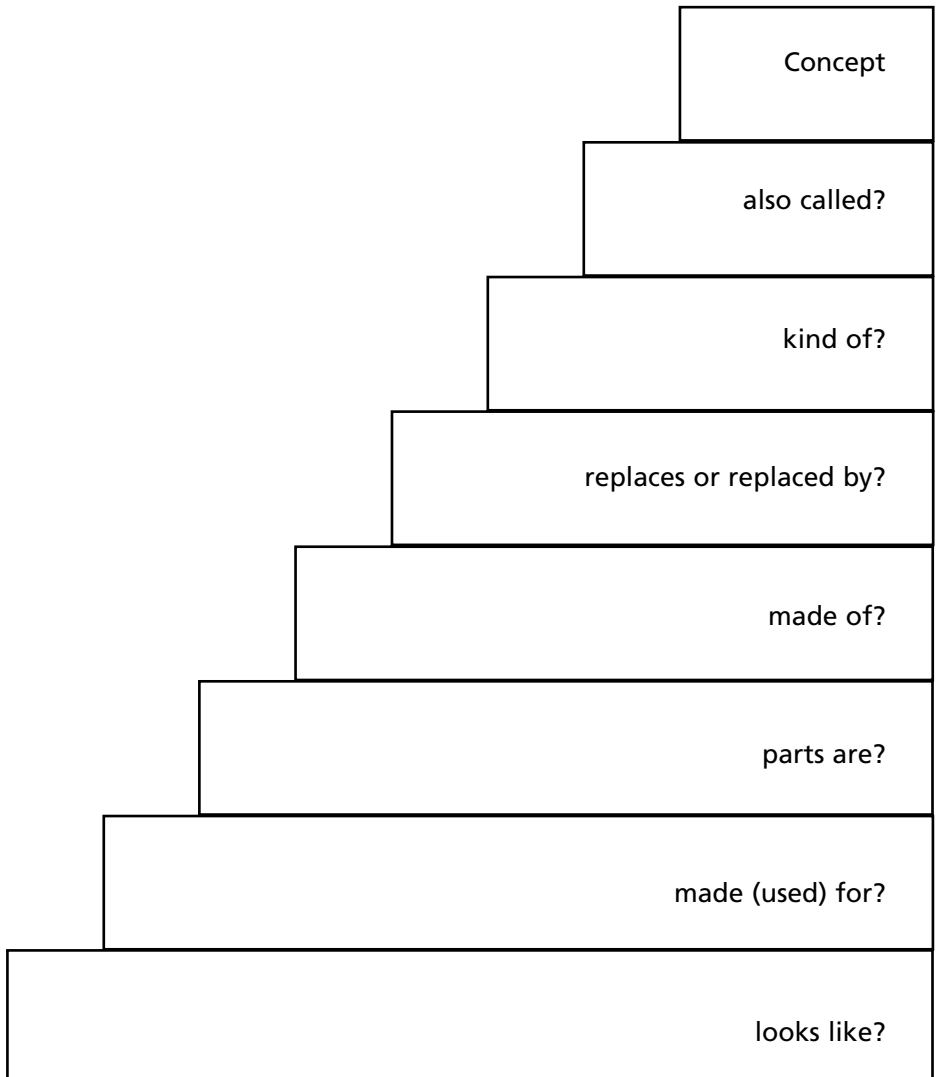 Concept
also called?
kind of?
replaces or replaced by?
made of?
parts are?
made (used) for?
looks like?